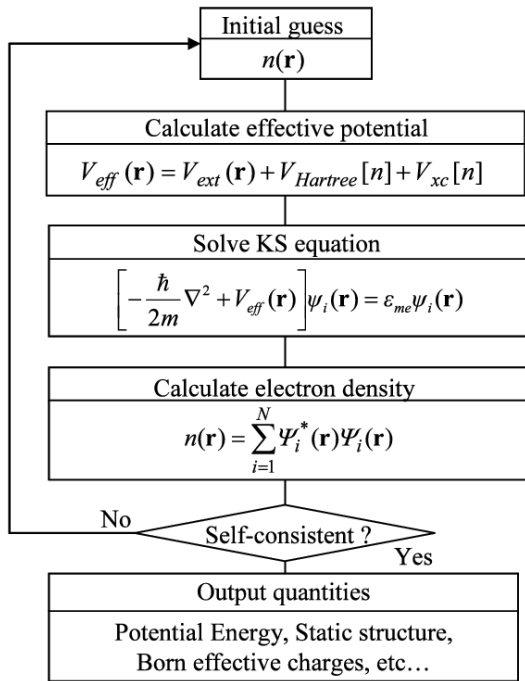 Initial guess
n(r)
Calculate effective potential
V_eff(r) = V_ext(r) + V_Hartree[n] + V_xc[n]
Solve KS equation
[-ℏ/2m ∇² + V_eff(r)]ψ_i(r) = ε_me ψ_i(r)
Calculate electron density
n(r) = ∑_{i=1}^{N} Ψ_i^*(r)Ψ_i(r)
No
Self-consistent ?
Yes
Output quantities
Potential Energy, Static structure,
Born effective charges, etc…